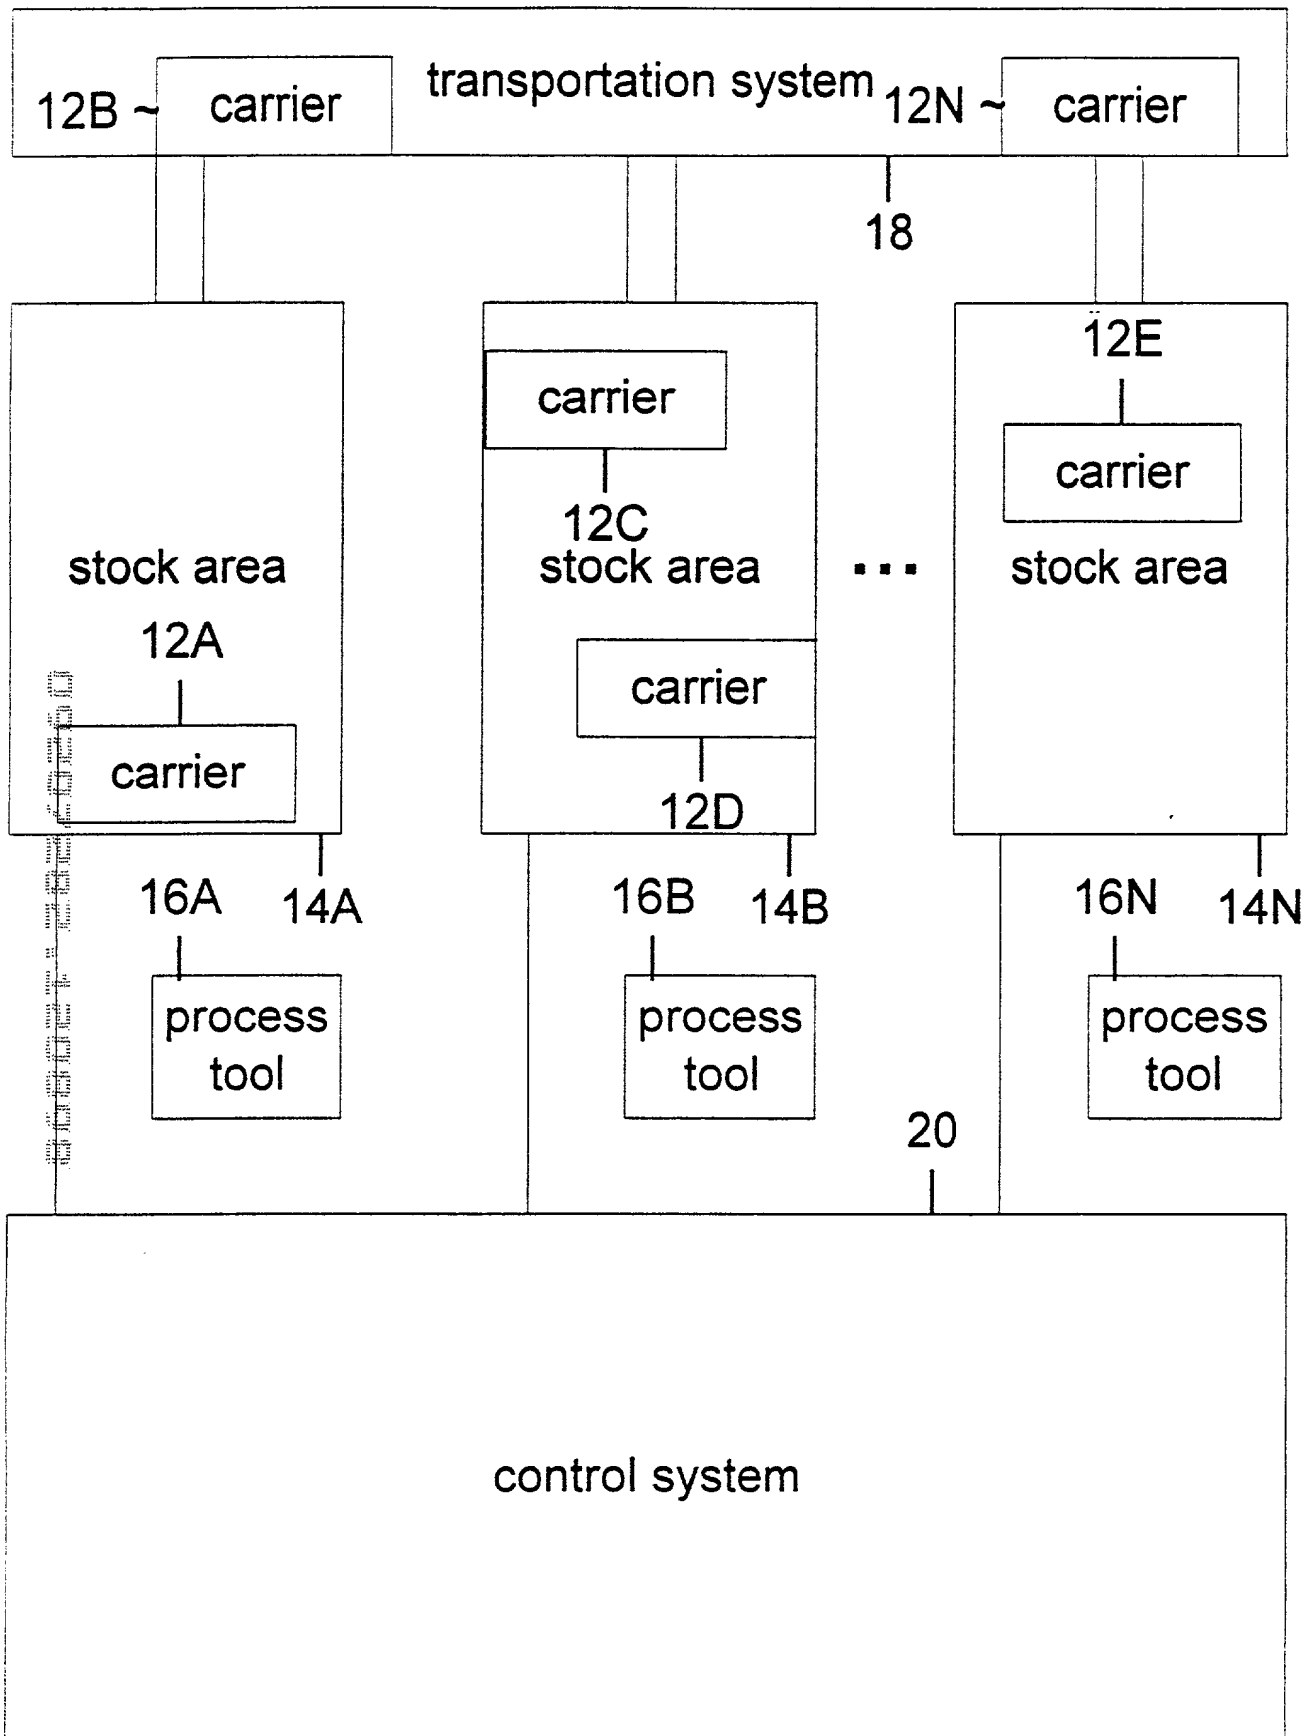 transportation system
12B ~ carrier
12N ~ carrier
18
12E
carrier
carrier
12C
stock area
stock area
...
stock area
12A
carrier
carrier
12D
16A
14A
16B
14B
16N
14N
process
tool
process
tool
process
tool
20
control system